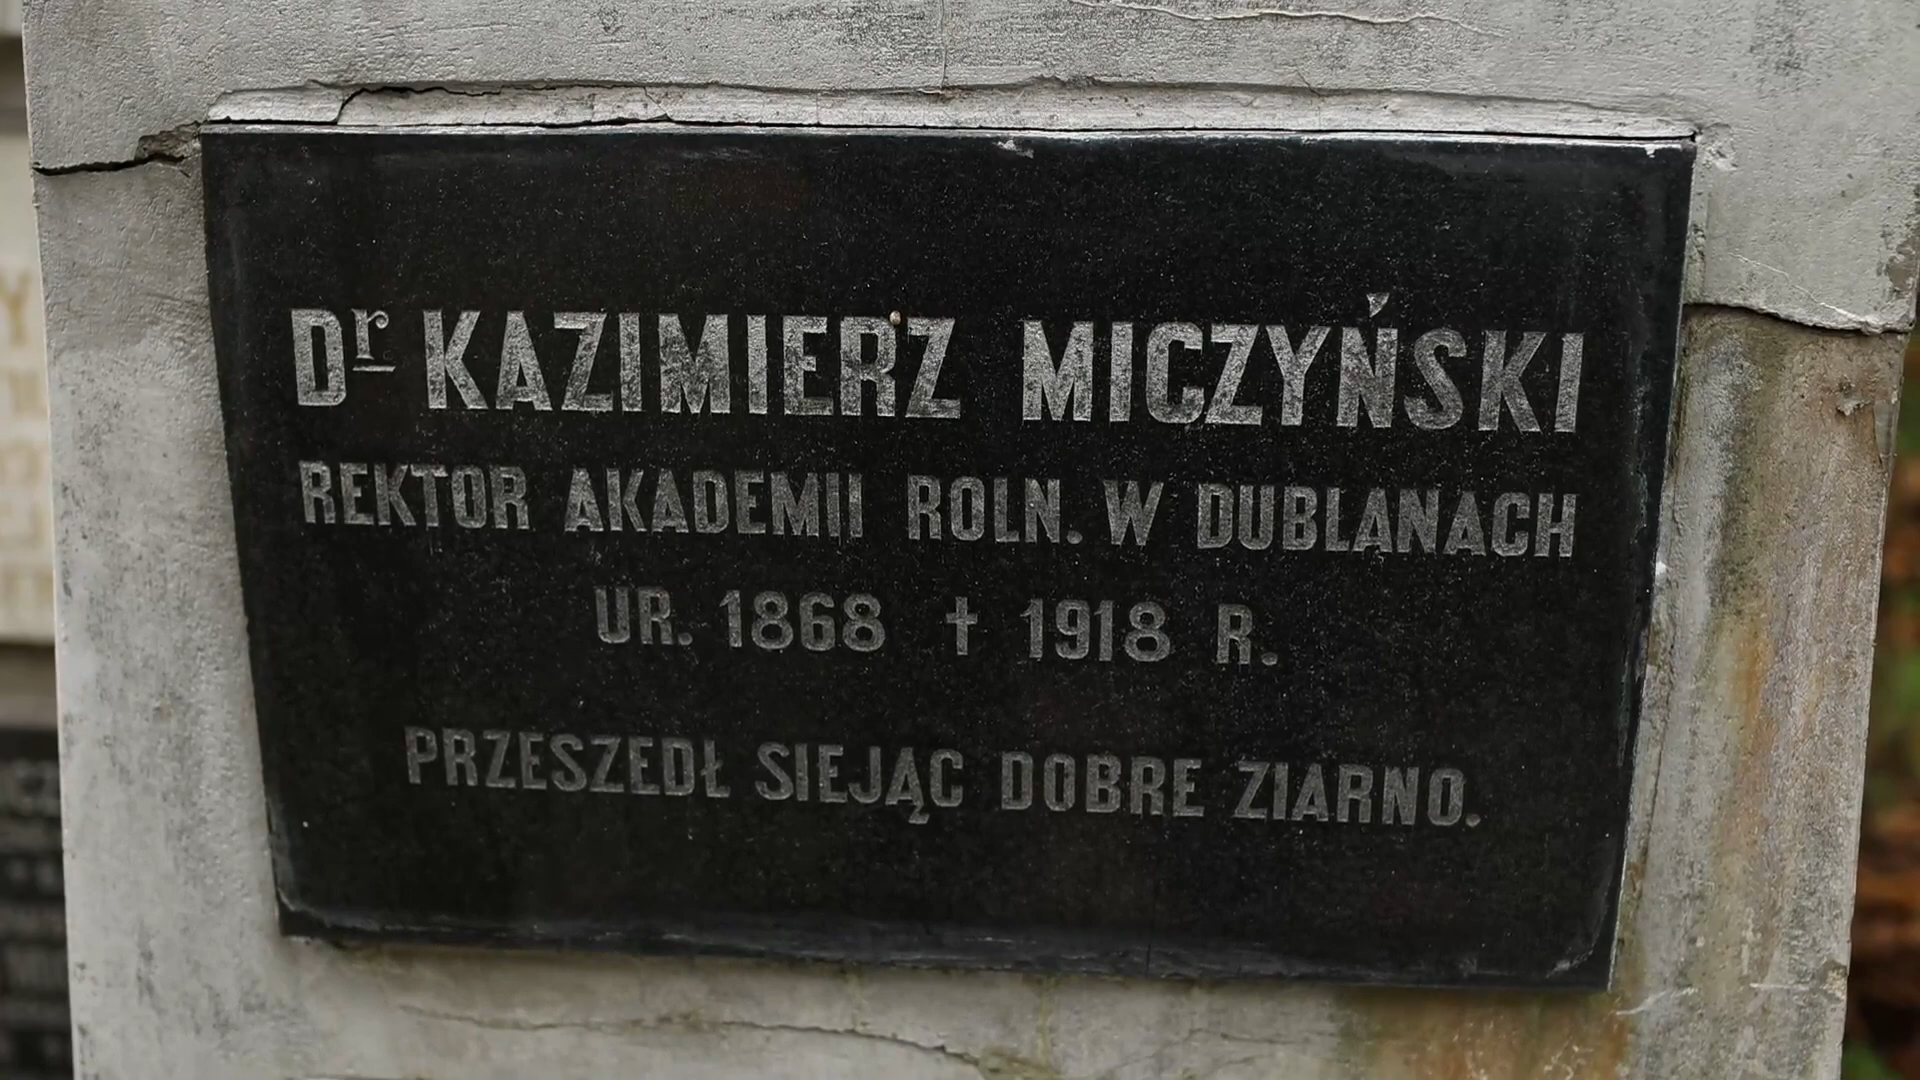 Dr KAZIMIERZ MICZYŃSKI
REKTOR AKADEMII ROLN. W DUBLANACH
UR. 1868 † 1918 R.
PRZESZEDŁ SIEJĄC DOBRE ZIARNO.